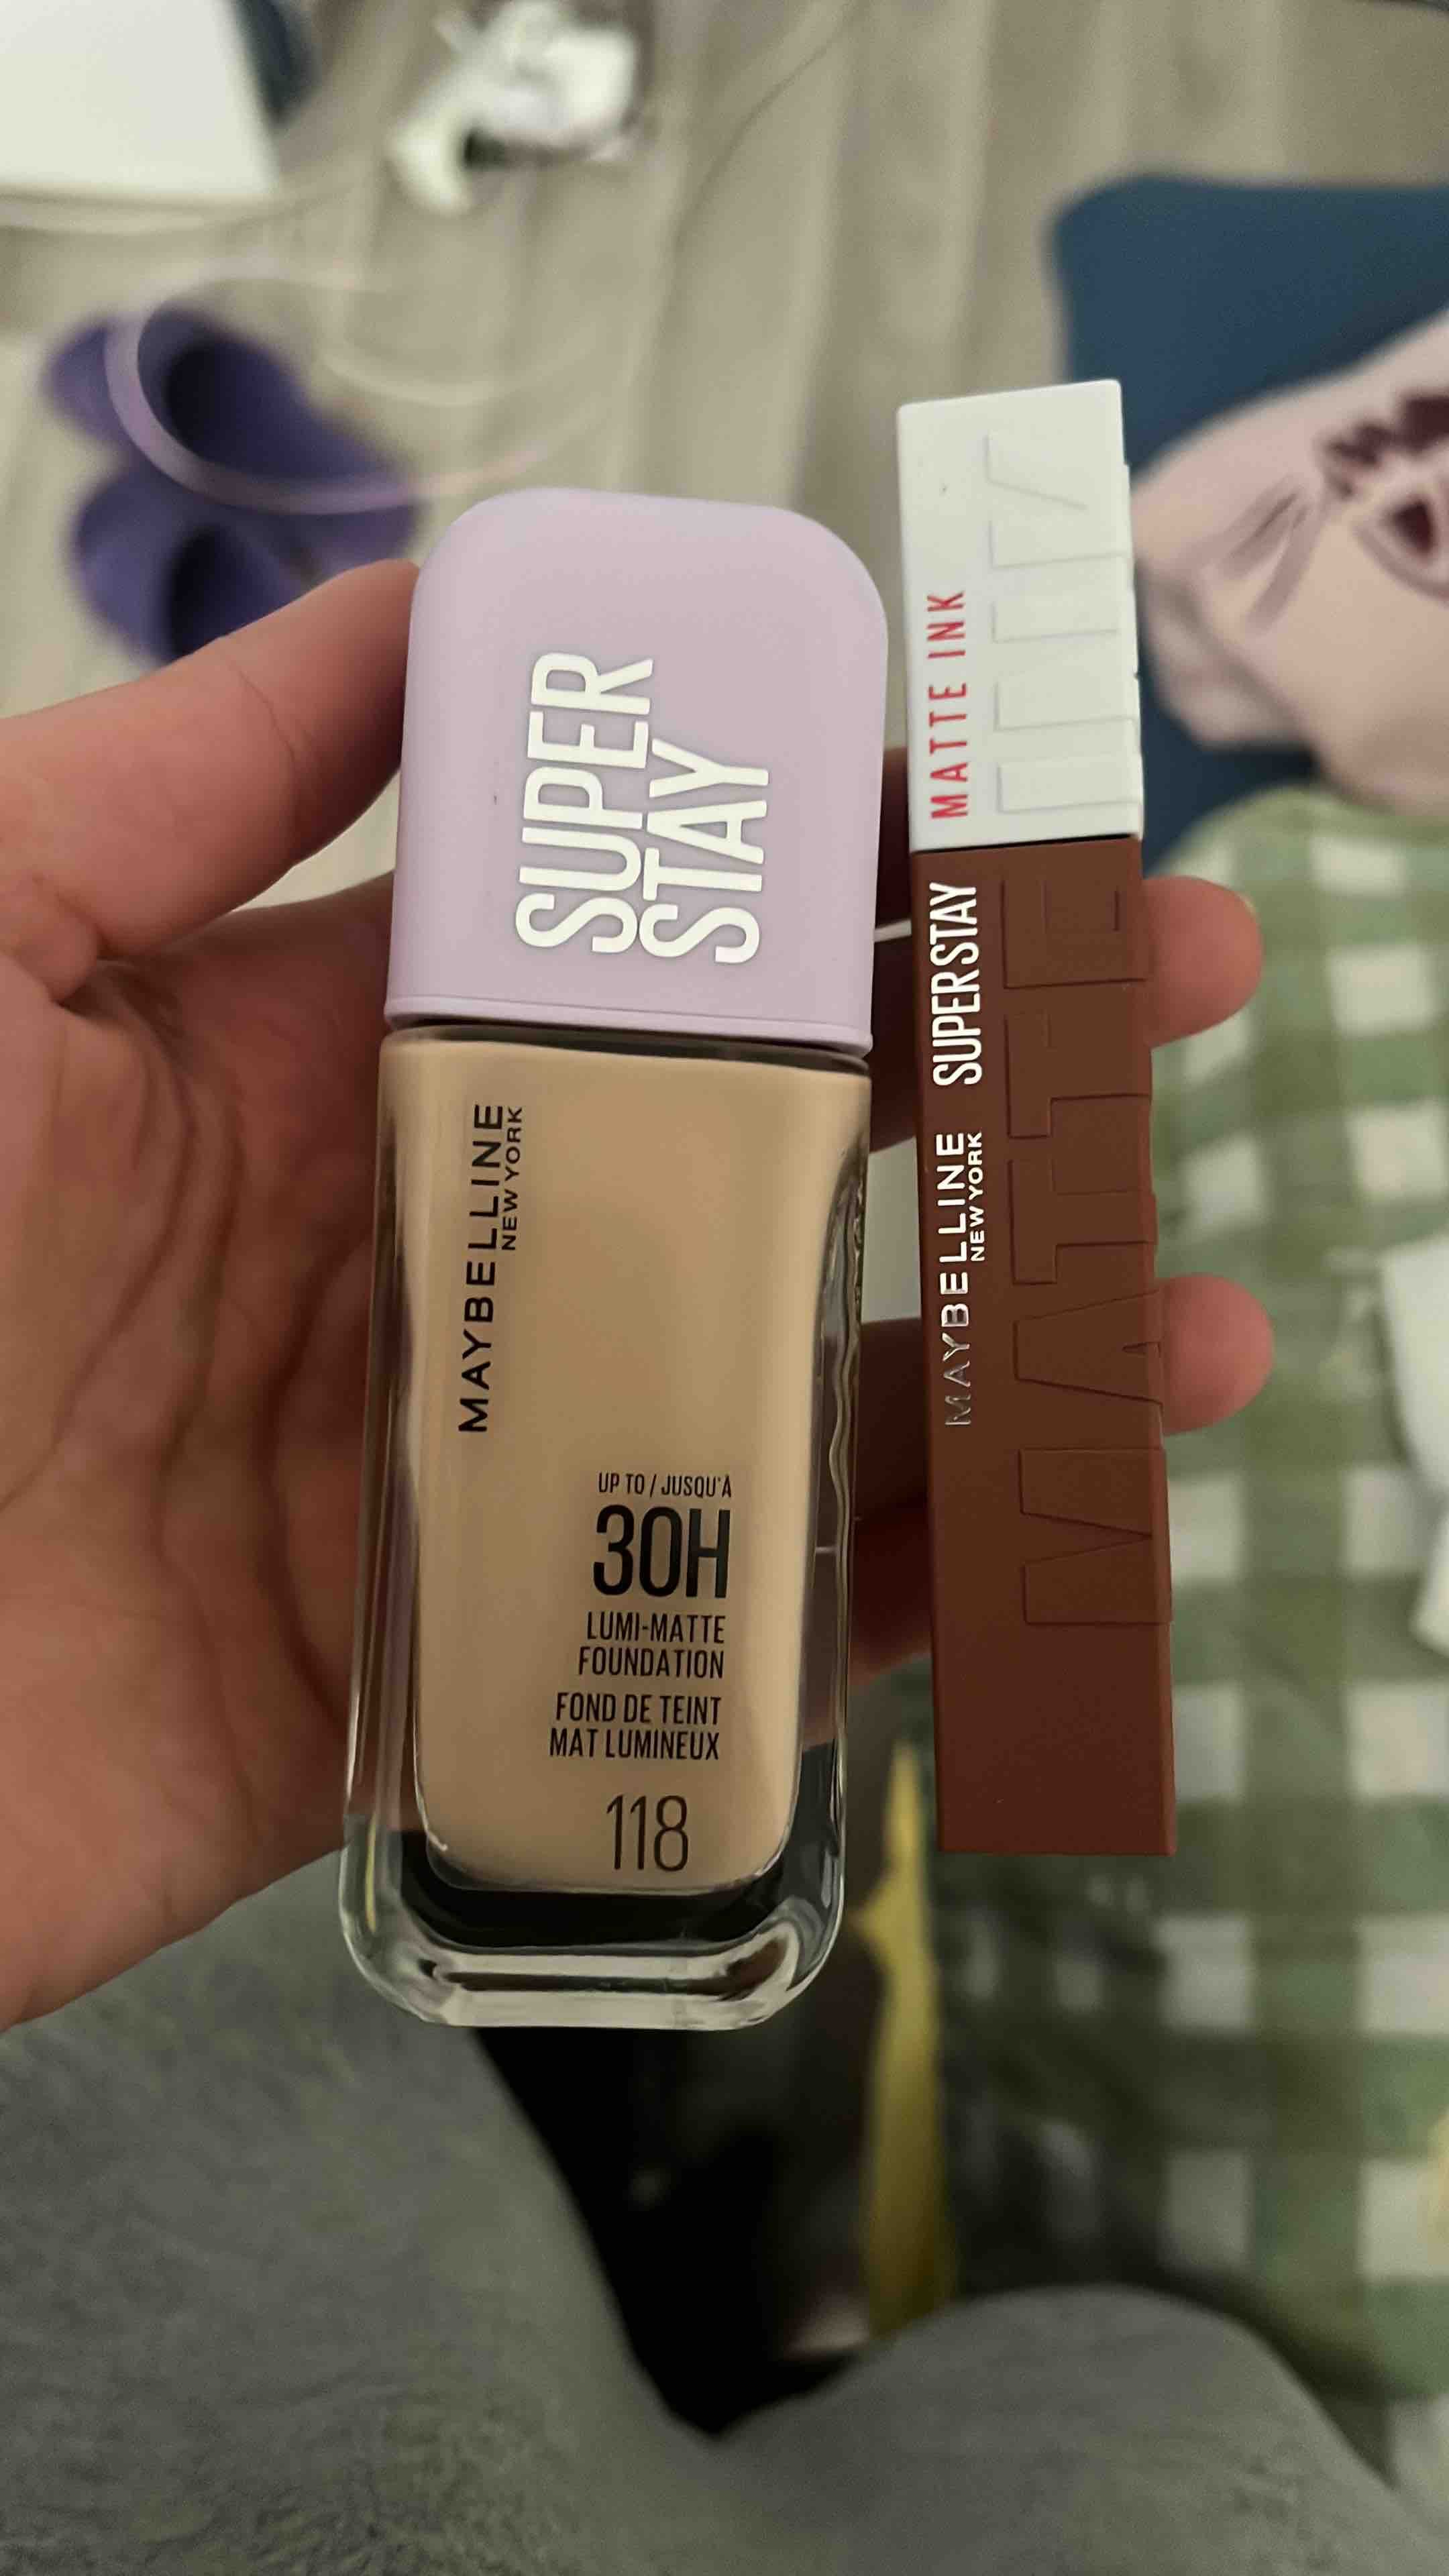 SUPER
STAY
MAYBELLINE
NEW YORK
UP TO / JUSQU'À
30H
LUMI-MATTE
FOUNDATION
FOND DE TEINT
MAT LUMINEUX
118
MATTE INK
MAYBELLINE
NEW YORK
SUPERSTAY
MATTE